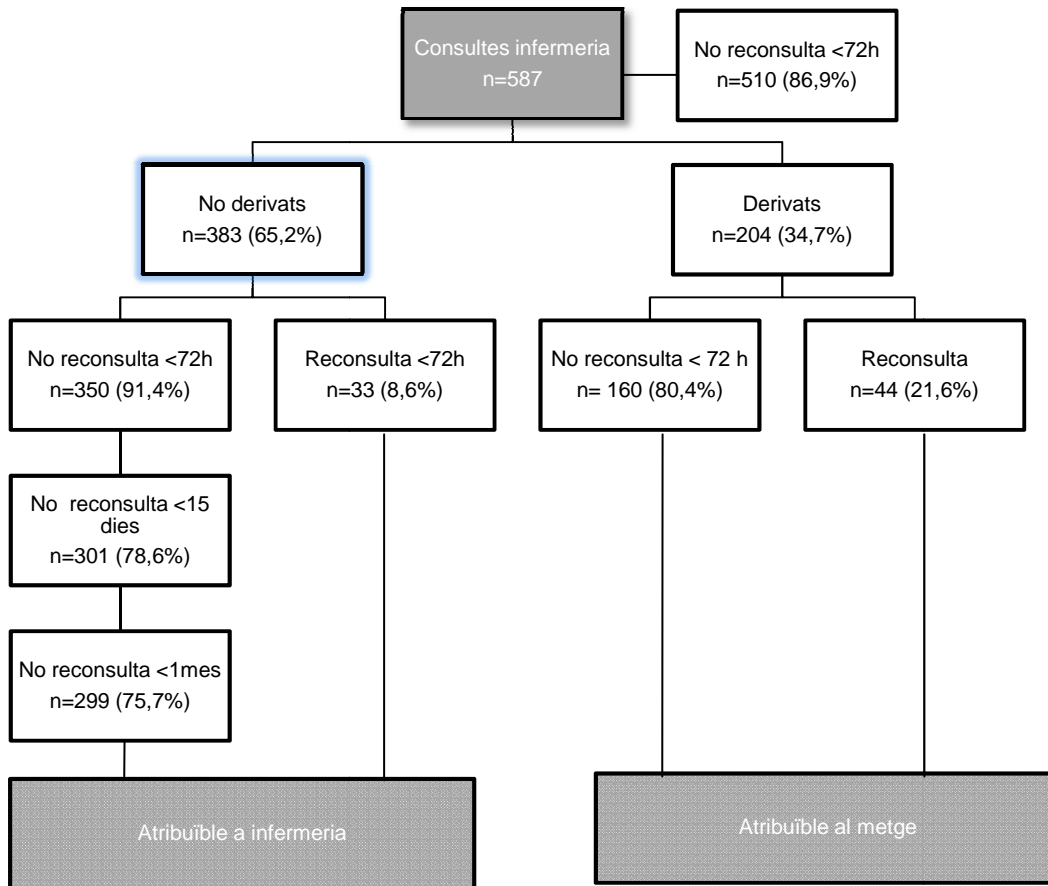 Consultes infermeria
n=587
No reconsulta <72h
n=510 (86,9%)
No derivats
n=383 (65,2%)
Derivats
n=204 (34,7%)
No reconsulta <72h
n=350 (91,4%)
Reconsulta <72h
n=33 (8,6%)
No reconsulta < 72 h
n= 160 (80,4%)
Reconsulta
n=44 (21,6%)
No reconsulta <15
dies
n=301 (78,6%)
No reconsulta <1mes
n=299 (75,7%)
Atribuïble a infermeria
Atribuïble al metge